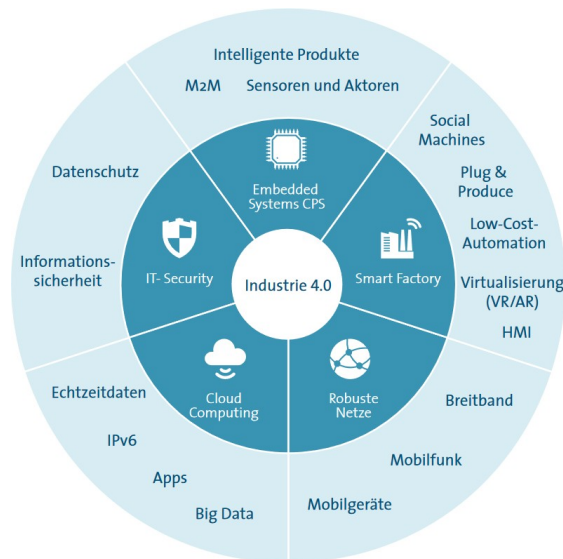 Intelligente Produkte
M2M Sensoren und Aktoren
Social
Machines
Plug &
Produce
Low-Cost-
Automation
Virtualisierung
(VR/AR)
HMI
Breitband
Mobilfunk
Mobilgeräte
Big Data
Apps
IPv6
Echtzeitdaten
Informations-
sicherheit
Datenschutz
Embedded
Systems CPS
Smart Factory
Robuste
Netze
Cloud
Computing
IT- Security
Industrie 4.0